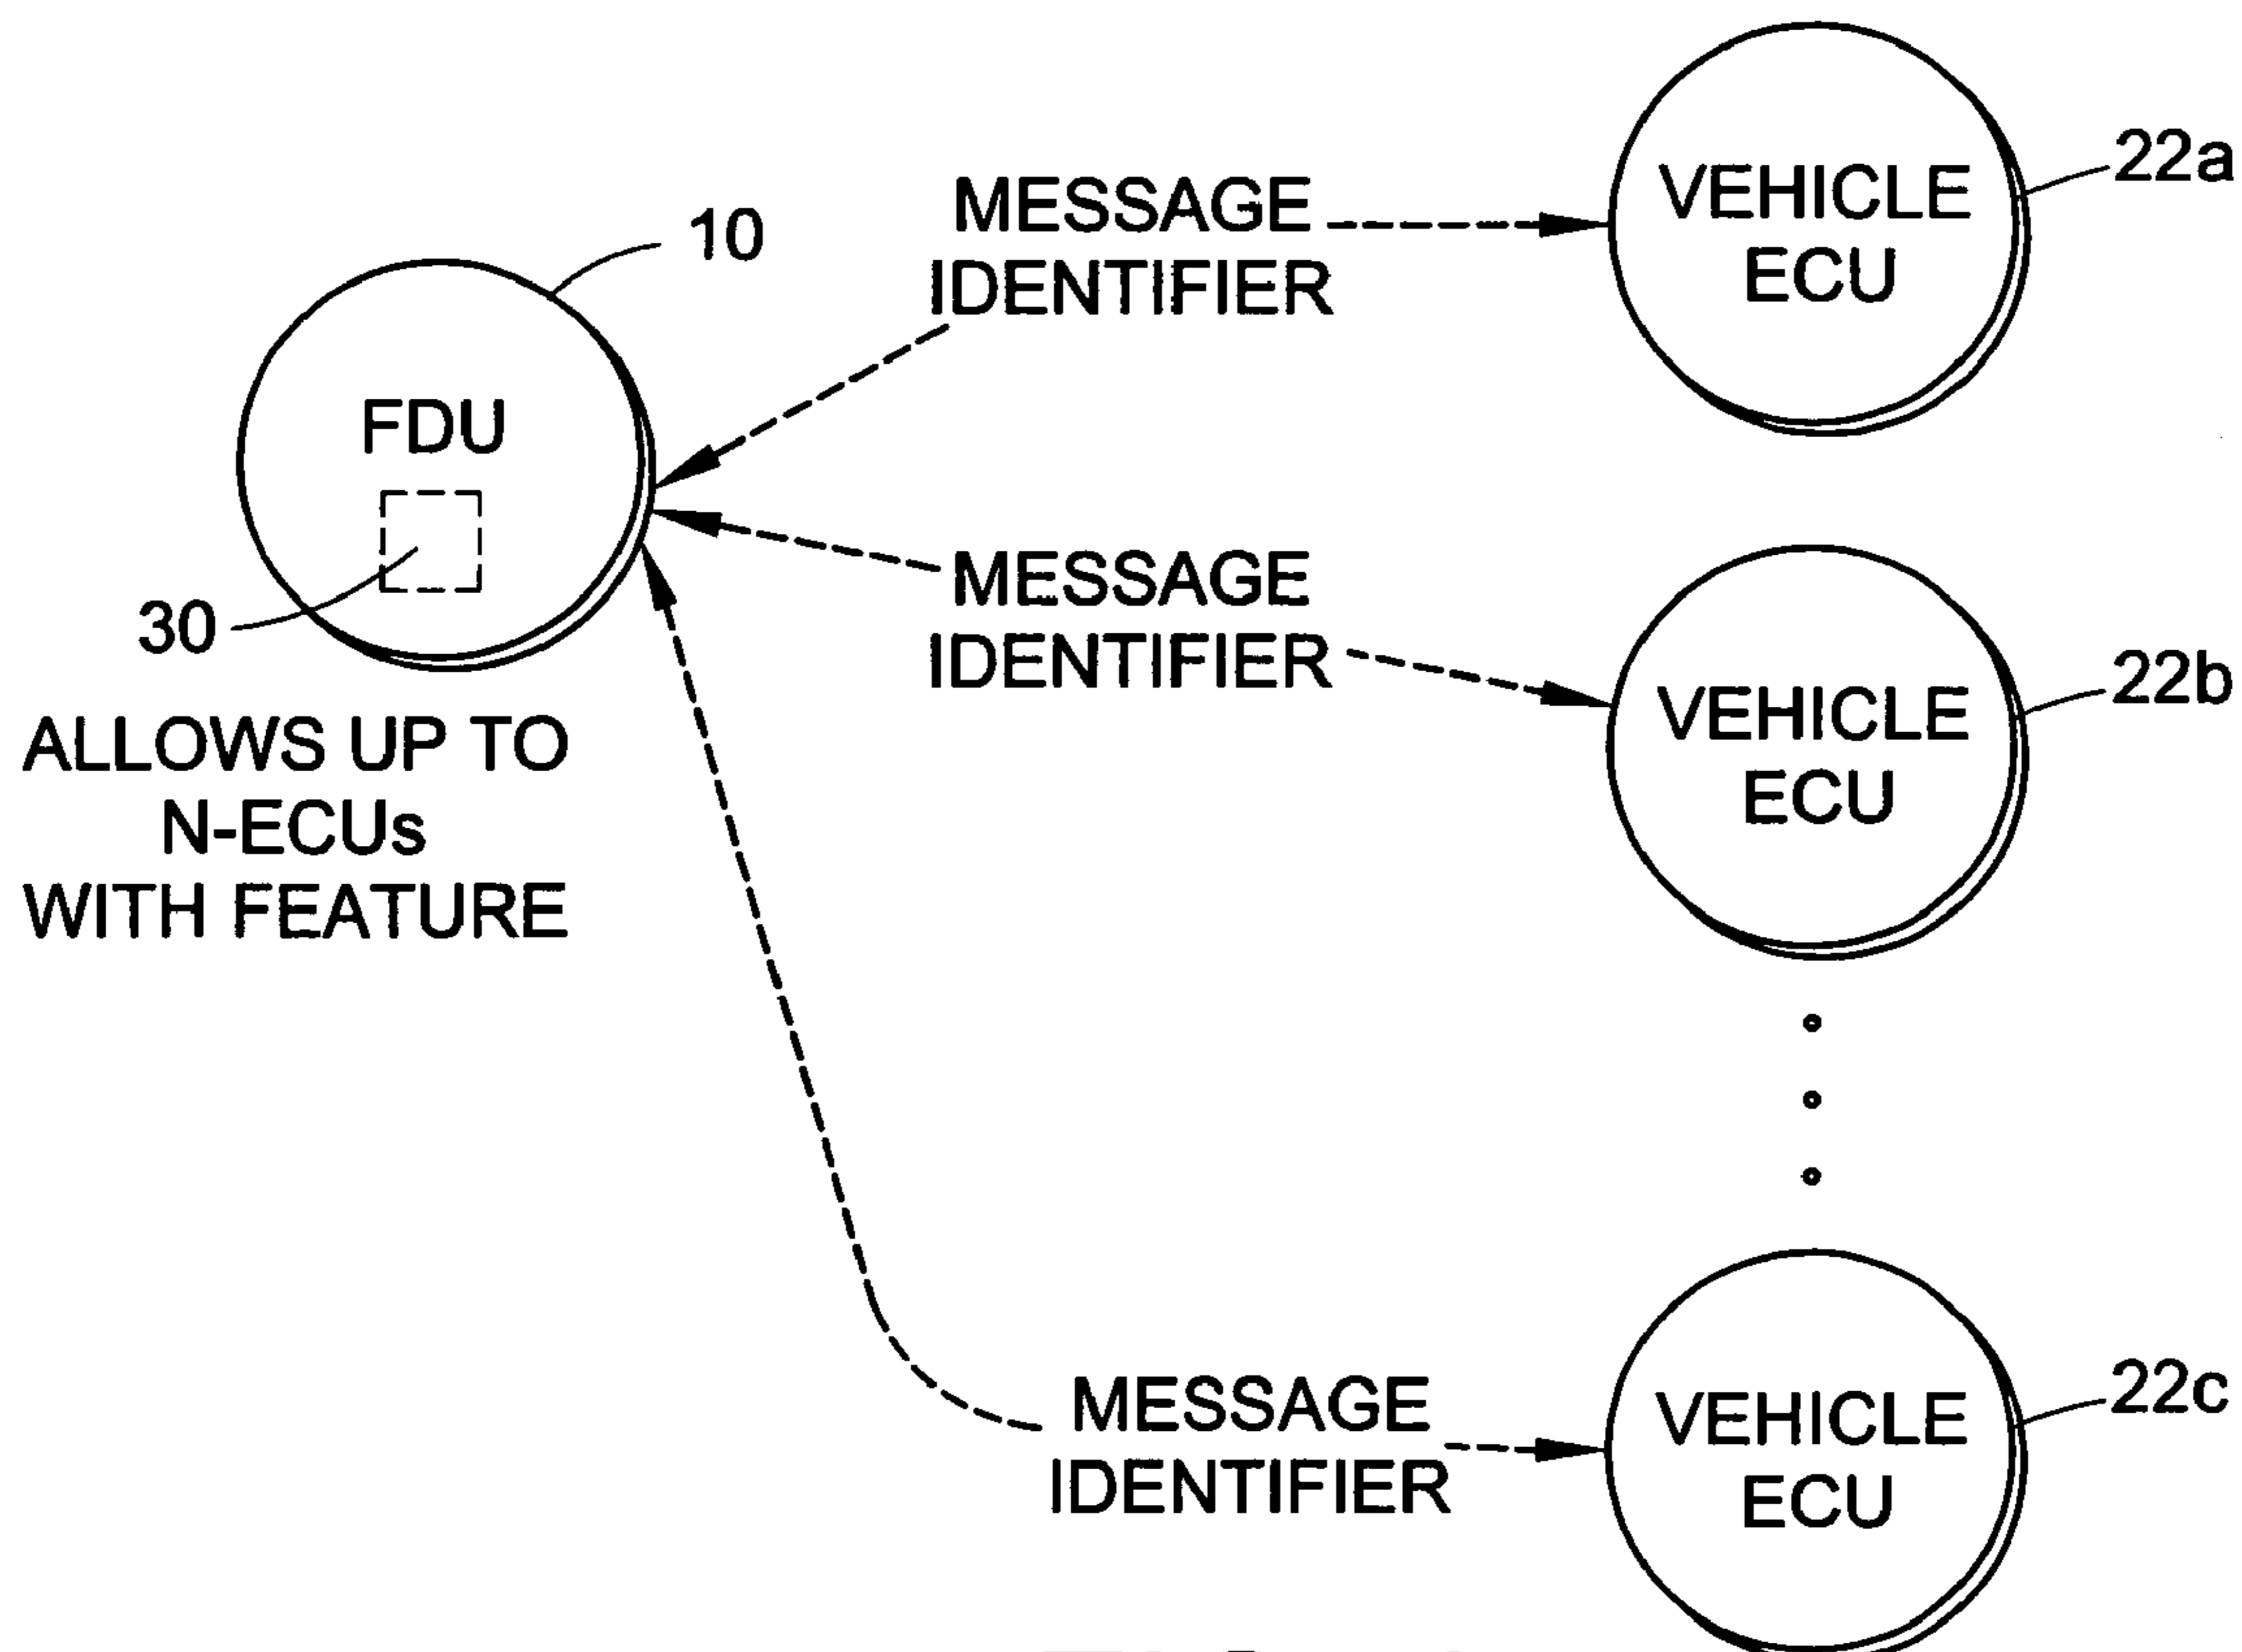 10
FDU
30
ALLOWS UP TO
N-ECUs
WITH FEATURE
MESSAGE
IDENTIFIER
VEHICLE
ECU
22a
MESSAGE
IDENTIFIER
VEHICLE
ECU
22b
MESSAGE
IDENTIFIER
VEHICLE
ECU
22c